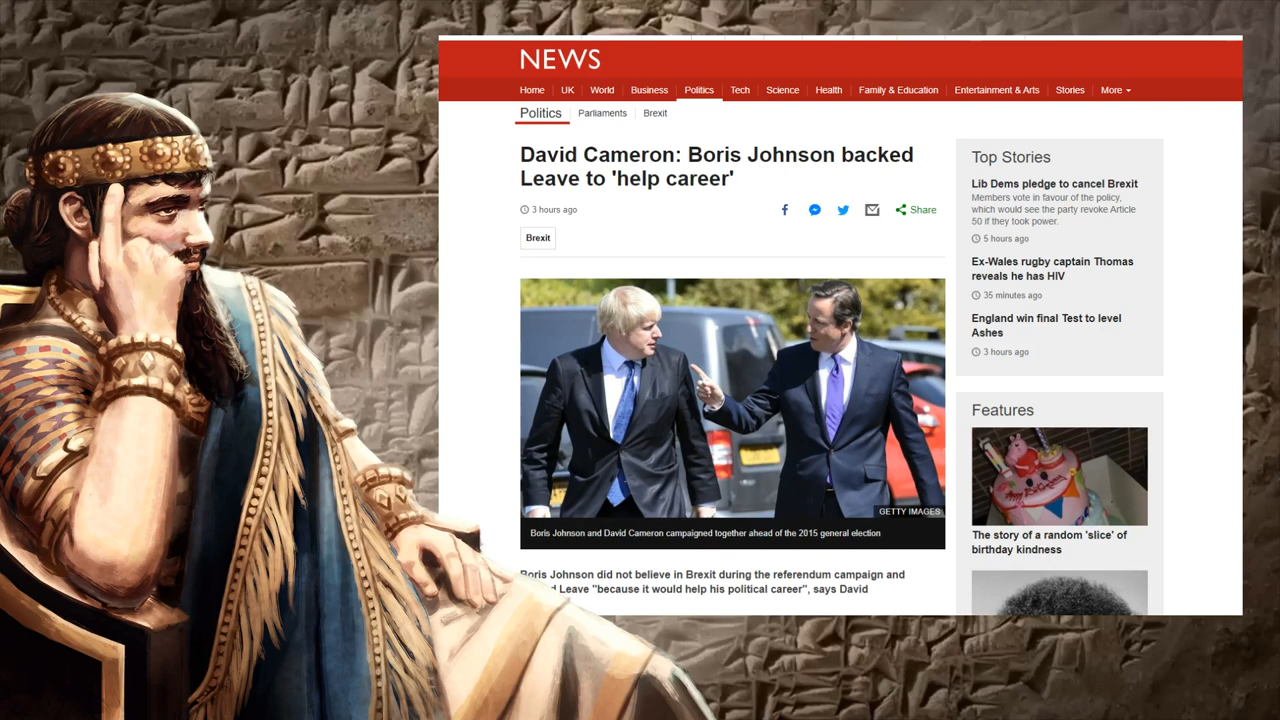 NEWS
Home UK World Business Politics Tech Science Health Family & Education Entertainment & Arts Stories More
Politics Parliaments Brexit
David Cameron: Boris Johnson backed
Leave to 'help career'
3 hours ago
Share
Brexit
GETTY IMAGES
Boris Johnson and David Cameron campaigned together ahead of the 2015 general election
Boris Johnson did not believe in Brexit during the referendum campaign and
Leave "because it would help his political career", says David
Top Stories
Lib Dems pledge to cancel Brexit
Members vote in favour of the policy,
which would see the party revoke Article
50 if they took power.
5 hours ago
Ex-Wales rugby captain Thomas
reveals he has HIV
35 minutes ago
England win final Test to level
Ashes
3 hours ago
Features
The story of a random 'slice' of
birthday kindness